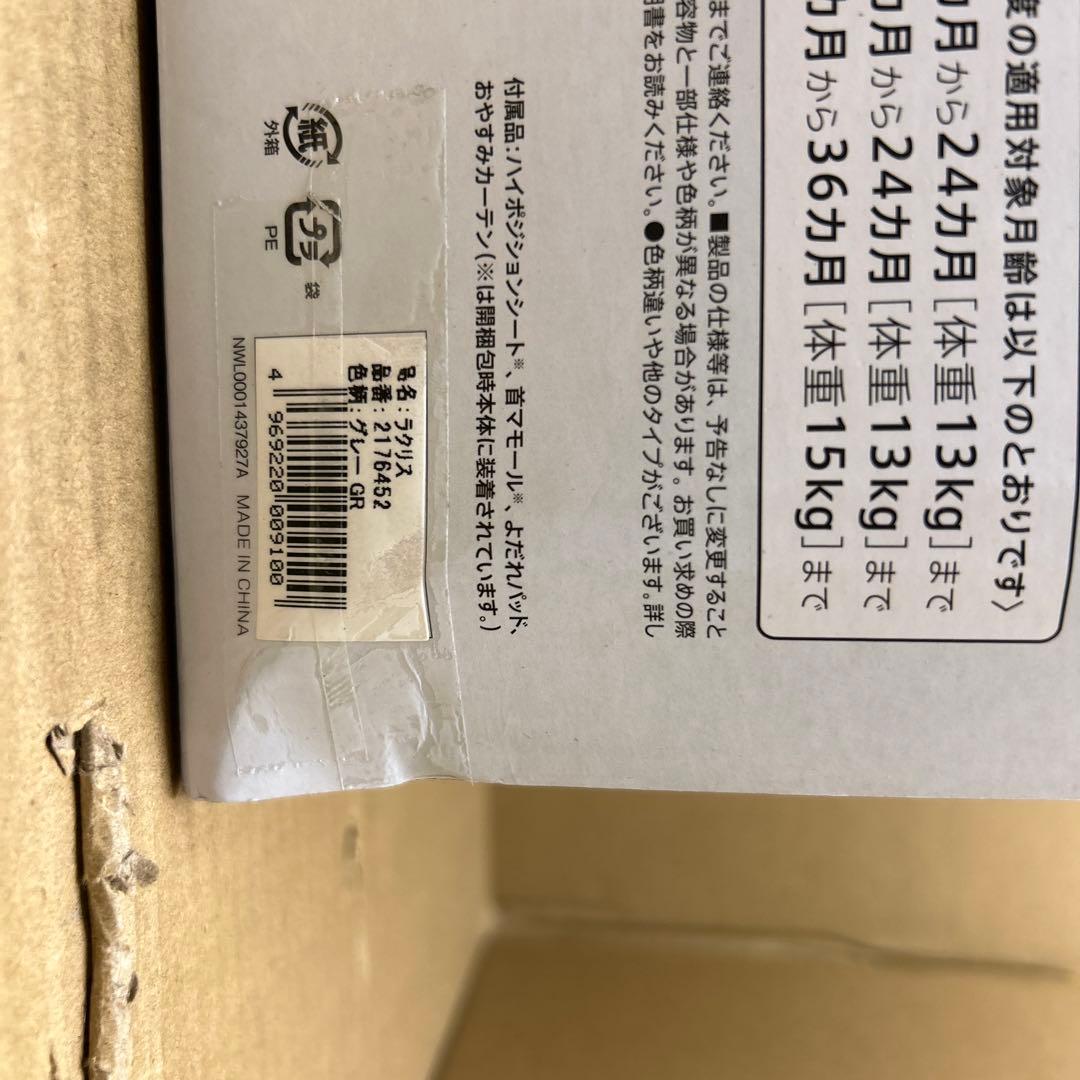 度の適用対象月齢は以下のとおりです〉
カ月から24カ月[体重13kg]まで
カ月から24カ月[体重13kg]まで
カ月から36カ月[体重15kg]まで
までご連絡ください。■製品の仕様等は、予告なしに変更すること
容物と一部仕様や色柄が異なる場合があります。お買い求めの際
明書をお読みください。●色柄違いや他のタイプがございます。詳し
付属品:ハイポジションシート※、首マモール※、よだれパッド、
おやすみカーテン(※は開梱包時本体に装着されています。)
紙
外箱
プラ
袋
PE
名:ラクリス
品番:2176452
色柄:グレー GR
4 969220 009100
NWL0001437927A MADE IN CHINA